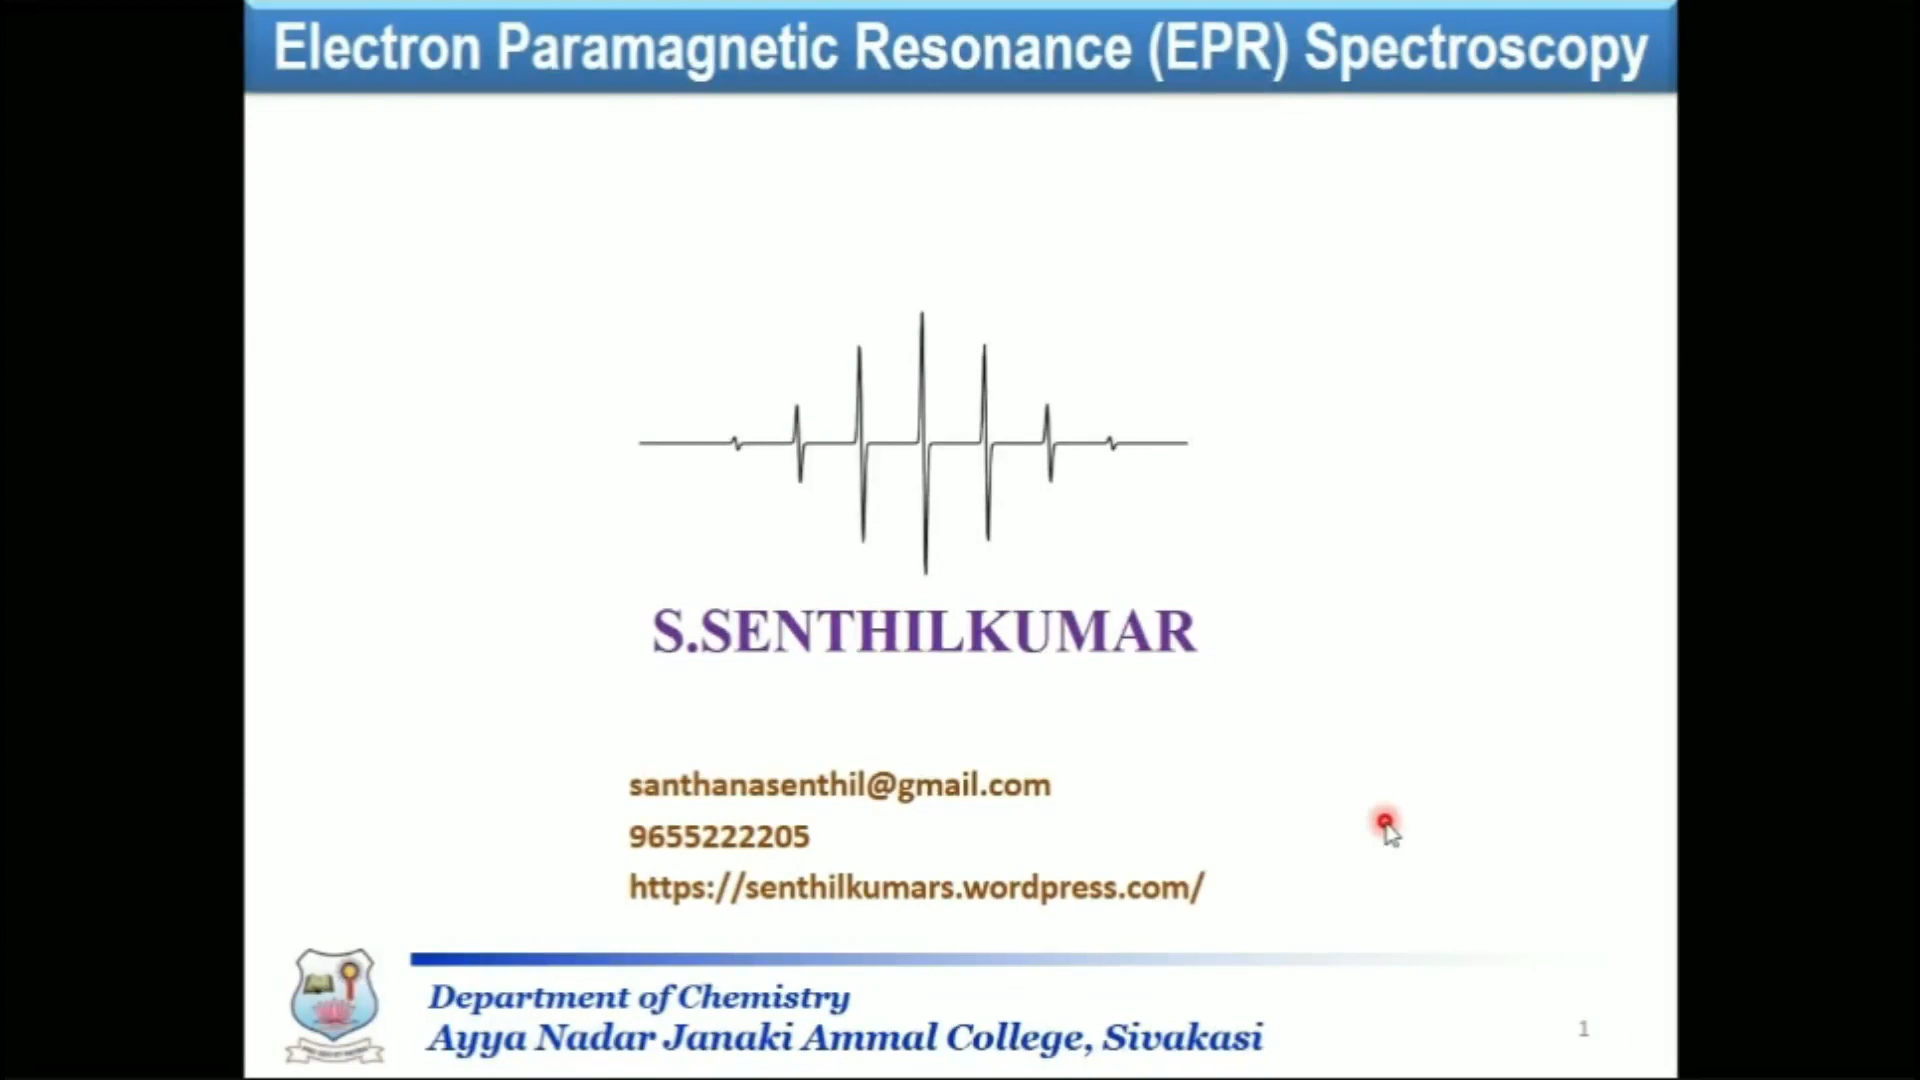 Electron Paramagnetic Resonance (EPR) Spectroscopy
S.SENTHILKUMAR
santhanasenthil@gmail.com
9655222205
https://senthilkumars.wordpress.com/
Department of Chemistry
Ayya Nadar Janaki Ammal College, Sivakasi
1